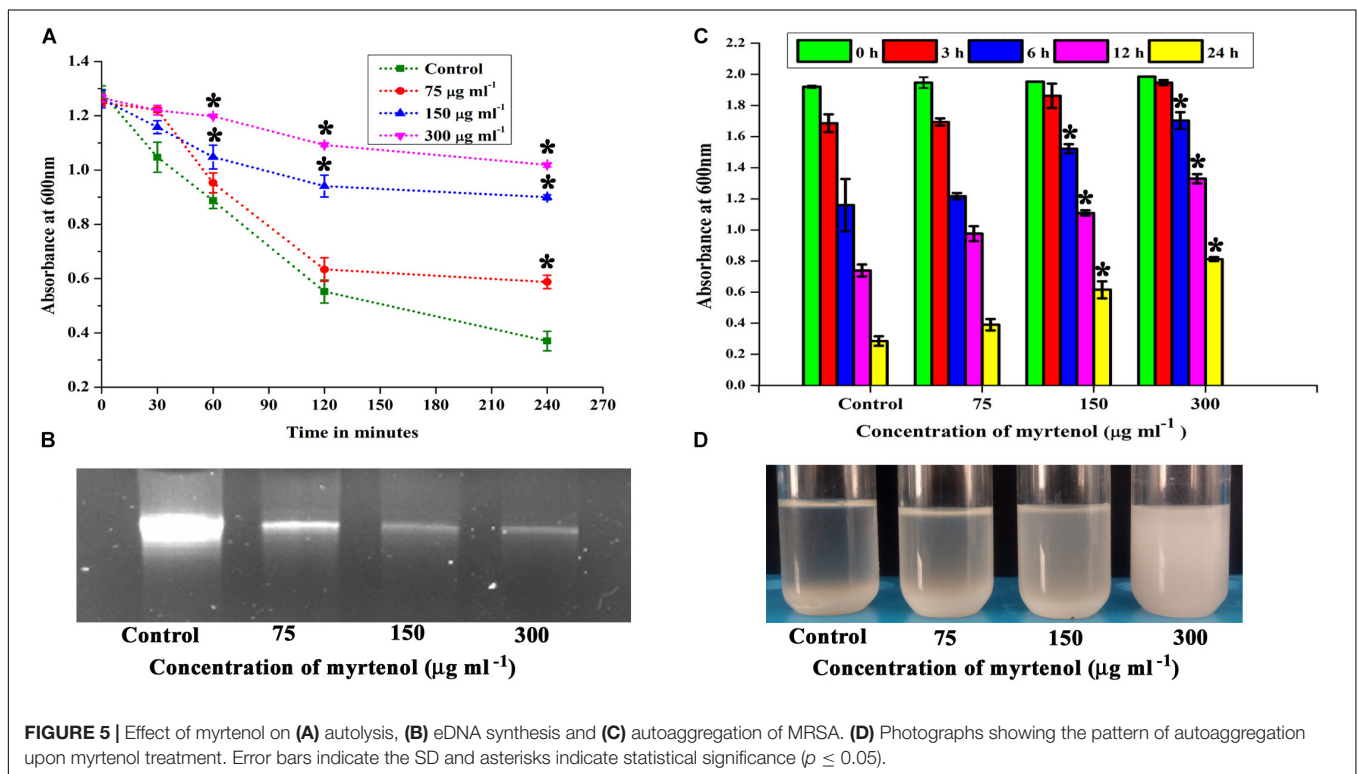 A
1.4
1.2
1.0
0.8
0.6
0.4
0.2
Absorbance at 600nm
Control
75 µg ml⁻¹
150 µg ml⁻¹
300 µg ml⁻¹
* * *
* * *
*
0 30 60 90 120 150 180 210 240 270
Time in minutes
C
0 h 3 h 6 h 12 h 24 h
2.2
2.0
1.8
1.6
1.4
1.2
1.0
0.8
0.6
0.4
0.2
0.0
Absorbance at 600nm
* * *
* * *
Control 75 150 300
Concentration of myrtenol (µg ml⁻¹ )
B
Control 75 150 300
Concentration of myrtenol (µg ml⁻¹)
D
Control 75 150 300
Concentration of myrtenol (µg ml⁻¹)
FIGURE 5 | Effect of myrtenol on (A) autolysis, (B) eDNA synthesis and (C) autoaggregation of MRSA. (D) Photographs showing the pattern of autoaggregation
upon myrtenol treatment. Error bars indicate the SD and asterisks indicate statistical significance (p ≤ 0.05).